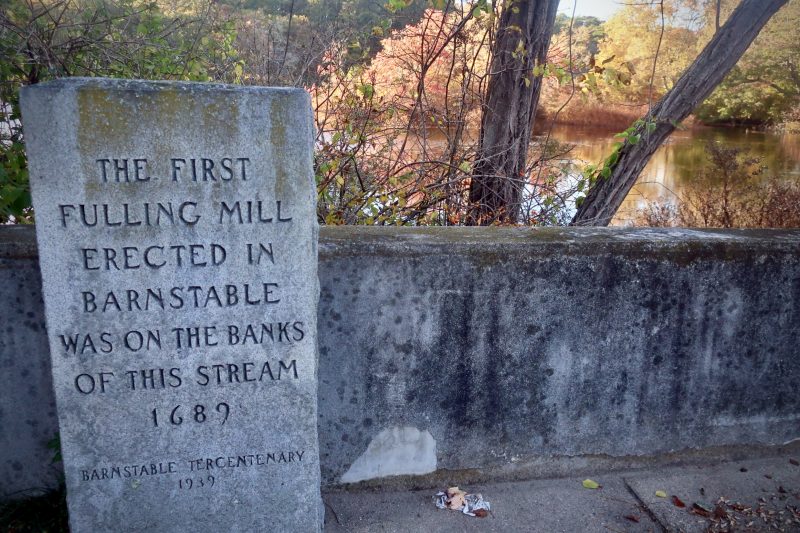 THE FIRST
FULLING MILL
ERECTED IN
BARNSTABLE
WAS ON THE BANKS
OF THIS STREAM
1689
BARNSTABLE TERCENTENARY
1939